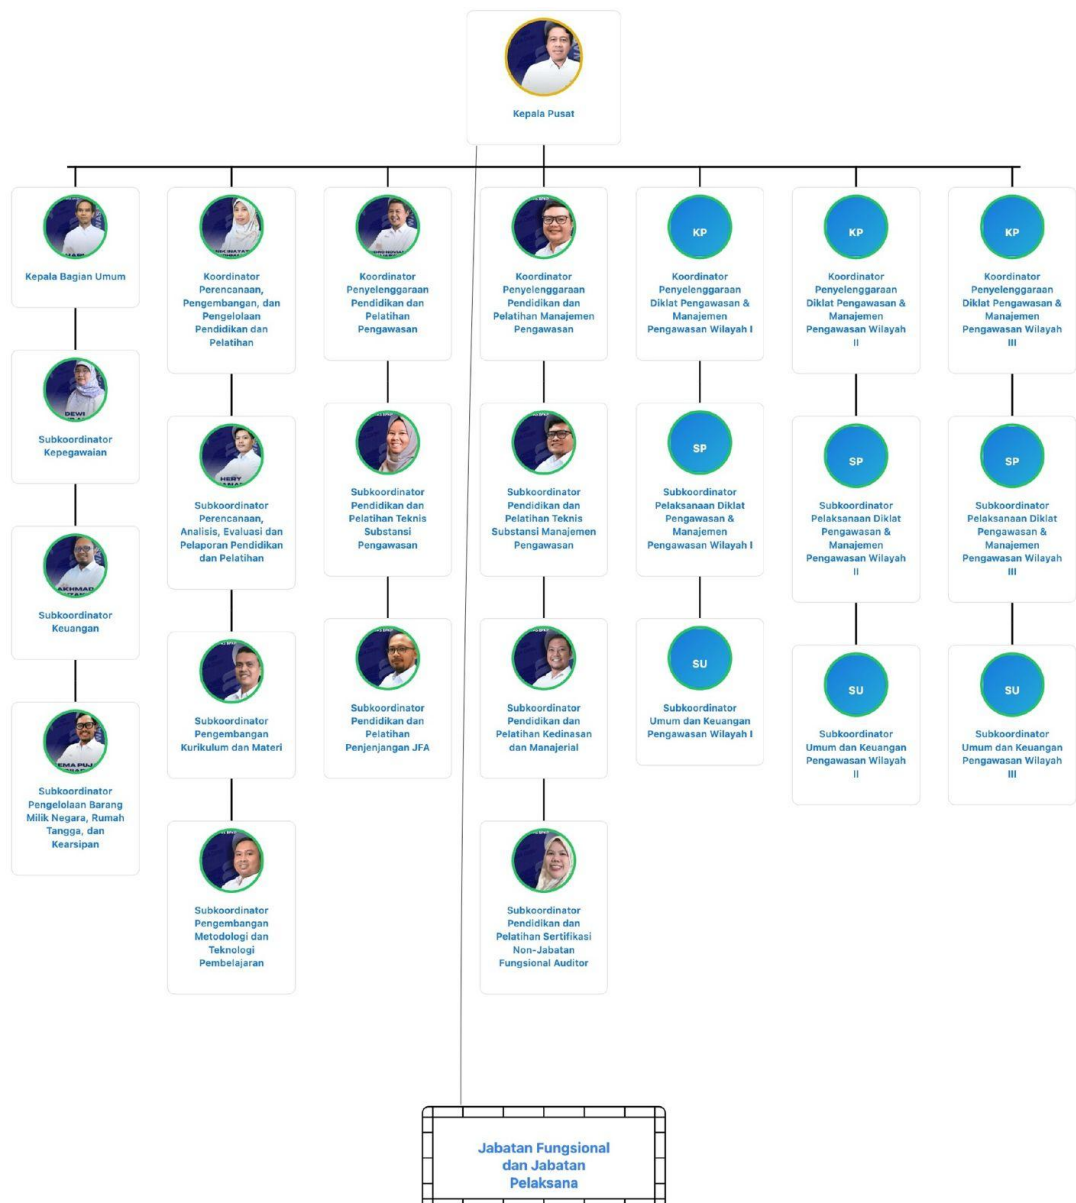 Kepala Pusat
Kepala Bagian Umum
Koordinator
Perencanaan,
Pengembangan, dan
Pengelolaan
Pendidikan dan
Pelatihan
Koordinator
Penyelenggaraan
Pendidikan dan
Pelatihan
Pengawasan
Koordinator
Penyelenggaraan
Pendidikan dan
Pelatihan Manajemen
Pengawasan
KP
Koordinator
Penyelenggaraan
Diklat Pengawasan &
Manajemen
Pengawasan Wilayah I
KP
Koordinator
Penyelenggaraan
Diklat Pengawasan &
Manajemen
Pengawasan Wilayah
II
KP
Koordinator
Penyelenggaraan
Diklat Pengawasan &
Manajemen
Pengawasan Wilayah
III
DEWI
Subkoordinator
Kepegawaian
HERY
Subkoordinator
Perencanaan,
Analisis, Evaluasi dan
Pelaporan Pendidikan
dan Pelatihan
Subkoordinator
Pendidikan dan
Pelatihan Teknis
Substansi
Pengawasan
Subkoordinator
Pendidikan dan
Pelatihan Teknis
Substansi Manajemen
Pengawasan
SP
Subkoordinator
Pelaksanaan Diklat
Pengawasan &
Manajemen
Pengawasan Wilayah I
SP
Subkoordinator
Pelaksanaan Diklat
Pengawasan &
Manajemen
Pengawasan Wilayah
II
SP
Subkoordinator
Pelaksanaan Diklat
Pengawasan &
Manajemen
Pengawasan Wilayah
III
AKHMAD
Subkoordinator
Keuangan
Subkoordinator
Pengembangan
Kurikulum dan Materi
Subkoordinator
Pendidikan dan
Pelatihan
Penjenjangan JFA
Subkoordinator
Pendidikan dan
Pelatihan Kedinasan
dan Manajerial
SU
Subkoordinator
Umum dan Keuangan
Pengawasan Wilayah I
SU
Subkoordinator
Umum dan Keuangan
Pengawasan Wilayah
II
SU
Subkoordinator
Umum dan Keuangan
Pengawasan Wilayah
III
Subkoordinator
Pengelolaan Barang
Milik Negara, Rumah
Tangga, dan
Kearsipan
Subkoordinator
Pengembangan
Metodologi dan
Teknologi
Pembelajaran
Subkoordinator
Pendidikan dan
Pelatihan Sertifikasi
Non-Jabatan
Fungsional Auditor
Jabatan Fungsional
dan Jabatan
Pelaksana